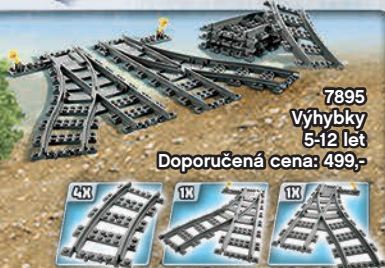 7895
Výhybky
5-12 let
Doporučená cena: 499,-
4X
1X
1X